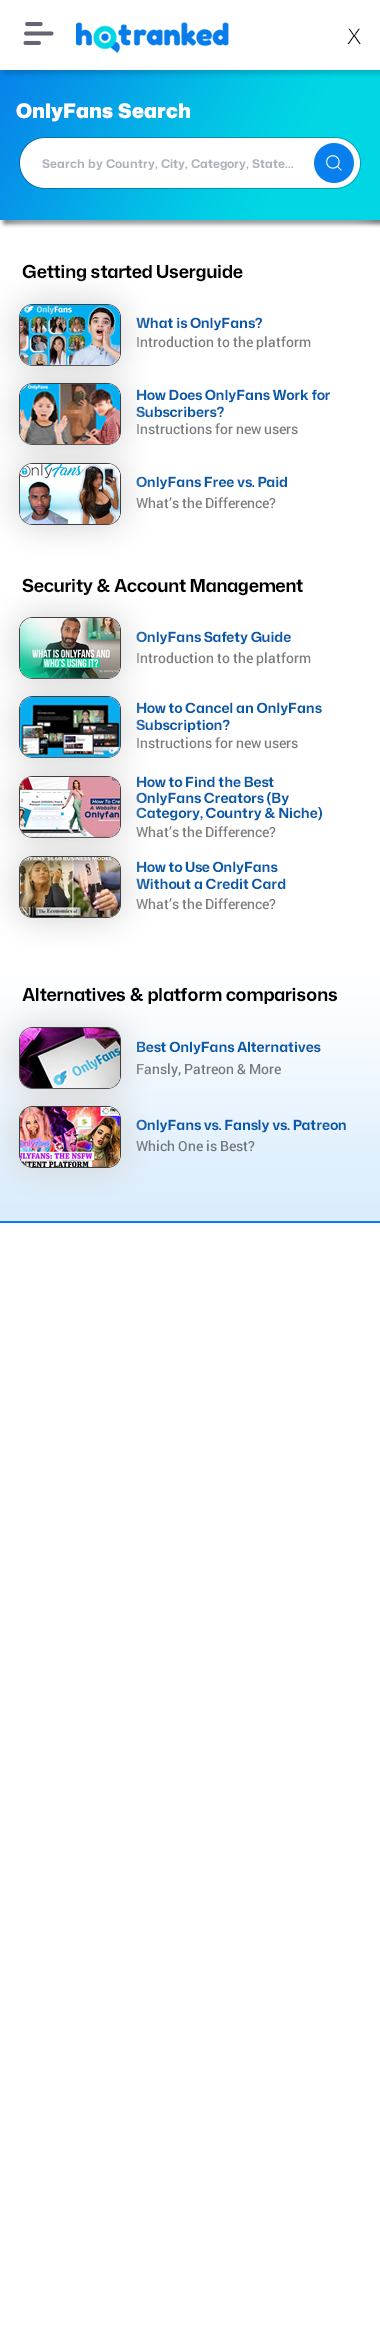 hotranked
X
OnlyFans Search
Search by Country, City, Category, State...
Getting started Userguide
OnlyFans
What is OnlyFans?
Introduction to the platform
OnlyFans
How Does OnlyFans Work for
Subscribers?
Instructions for new users
OnlyFans
OnlyFans Free vs. Paid
What's the Difference?
Security & Account Management
WHAT IS ONLYFANS AND
WHO'S USING IT?
OnlyFans Safety Guide
Introduction to the platform
How to Cancel an OnlyFans
Subscription?
Instructions for new users
How To Cre
A Website L
Onlyfan
How to Find the Best
OnlyFans Creators (By
Category, Country & Niche)
What's the Difference?
YFANS' $6.6B BUSINESS MODEL
The Economics of
How to Use OnlyFans
Without a Credit Card
What's the Difference?
Alternatives & platform comparisons
OnlyFans
Best OnlyFans Alternatives
Fansly, Patreon & More
LYFANS: THE NSFW
NTENT PLATFORM
OnlyFans vs. Fansly vs. Patreon
Which One is Best?